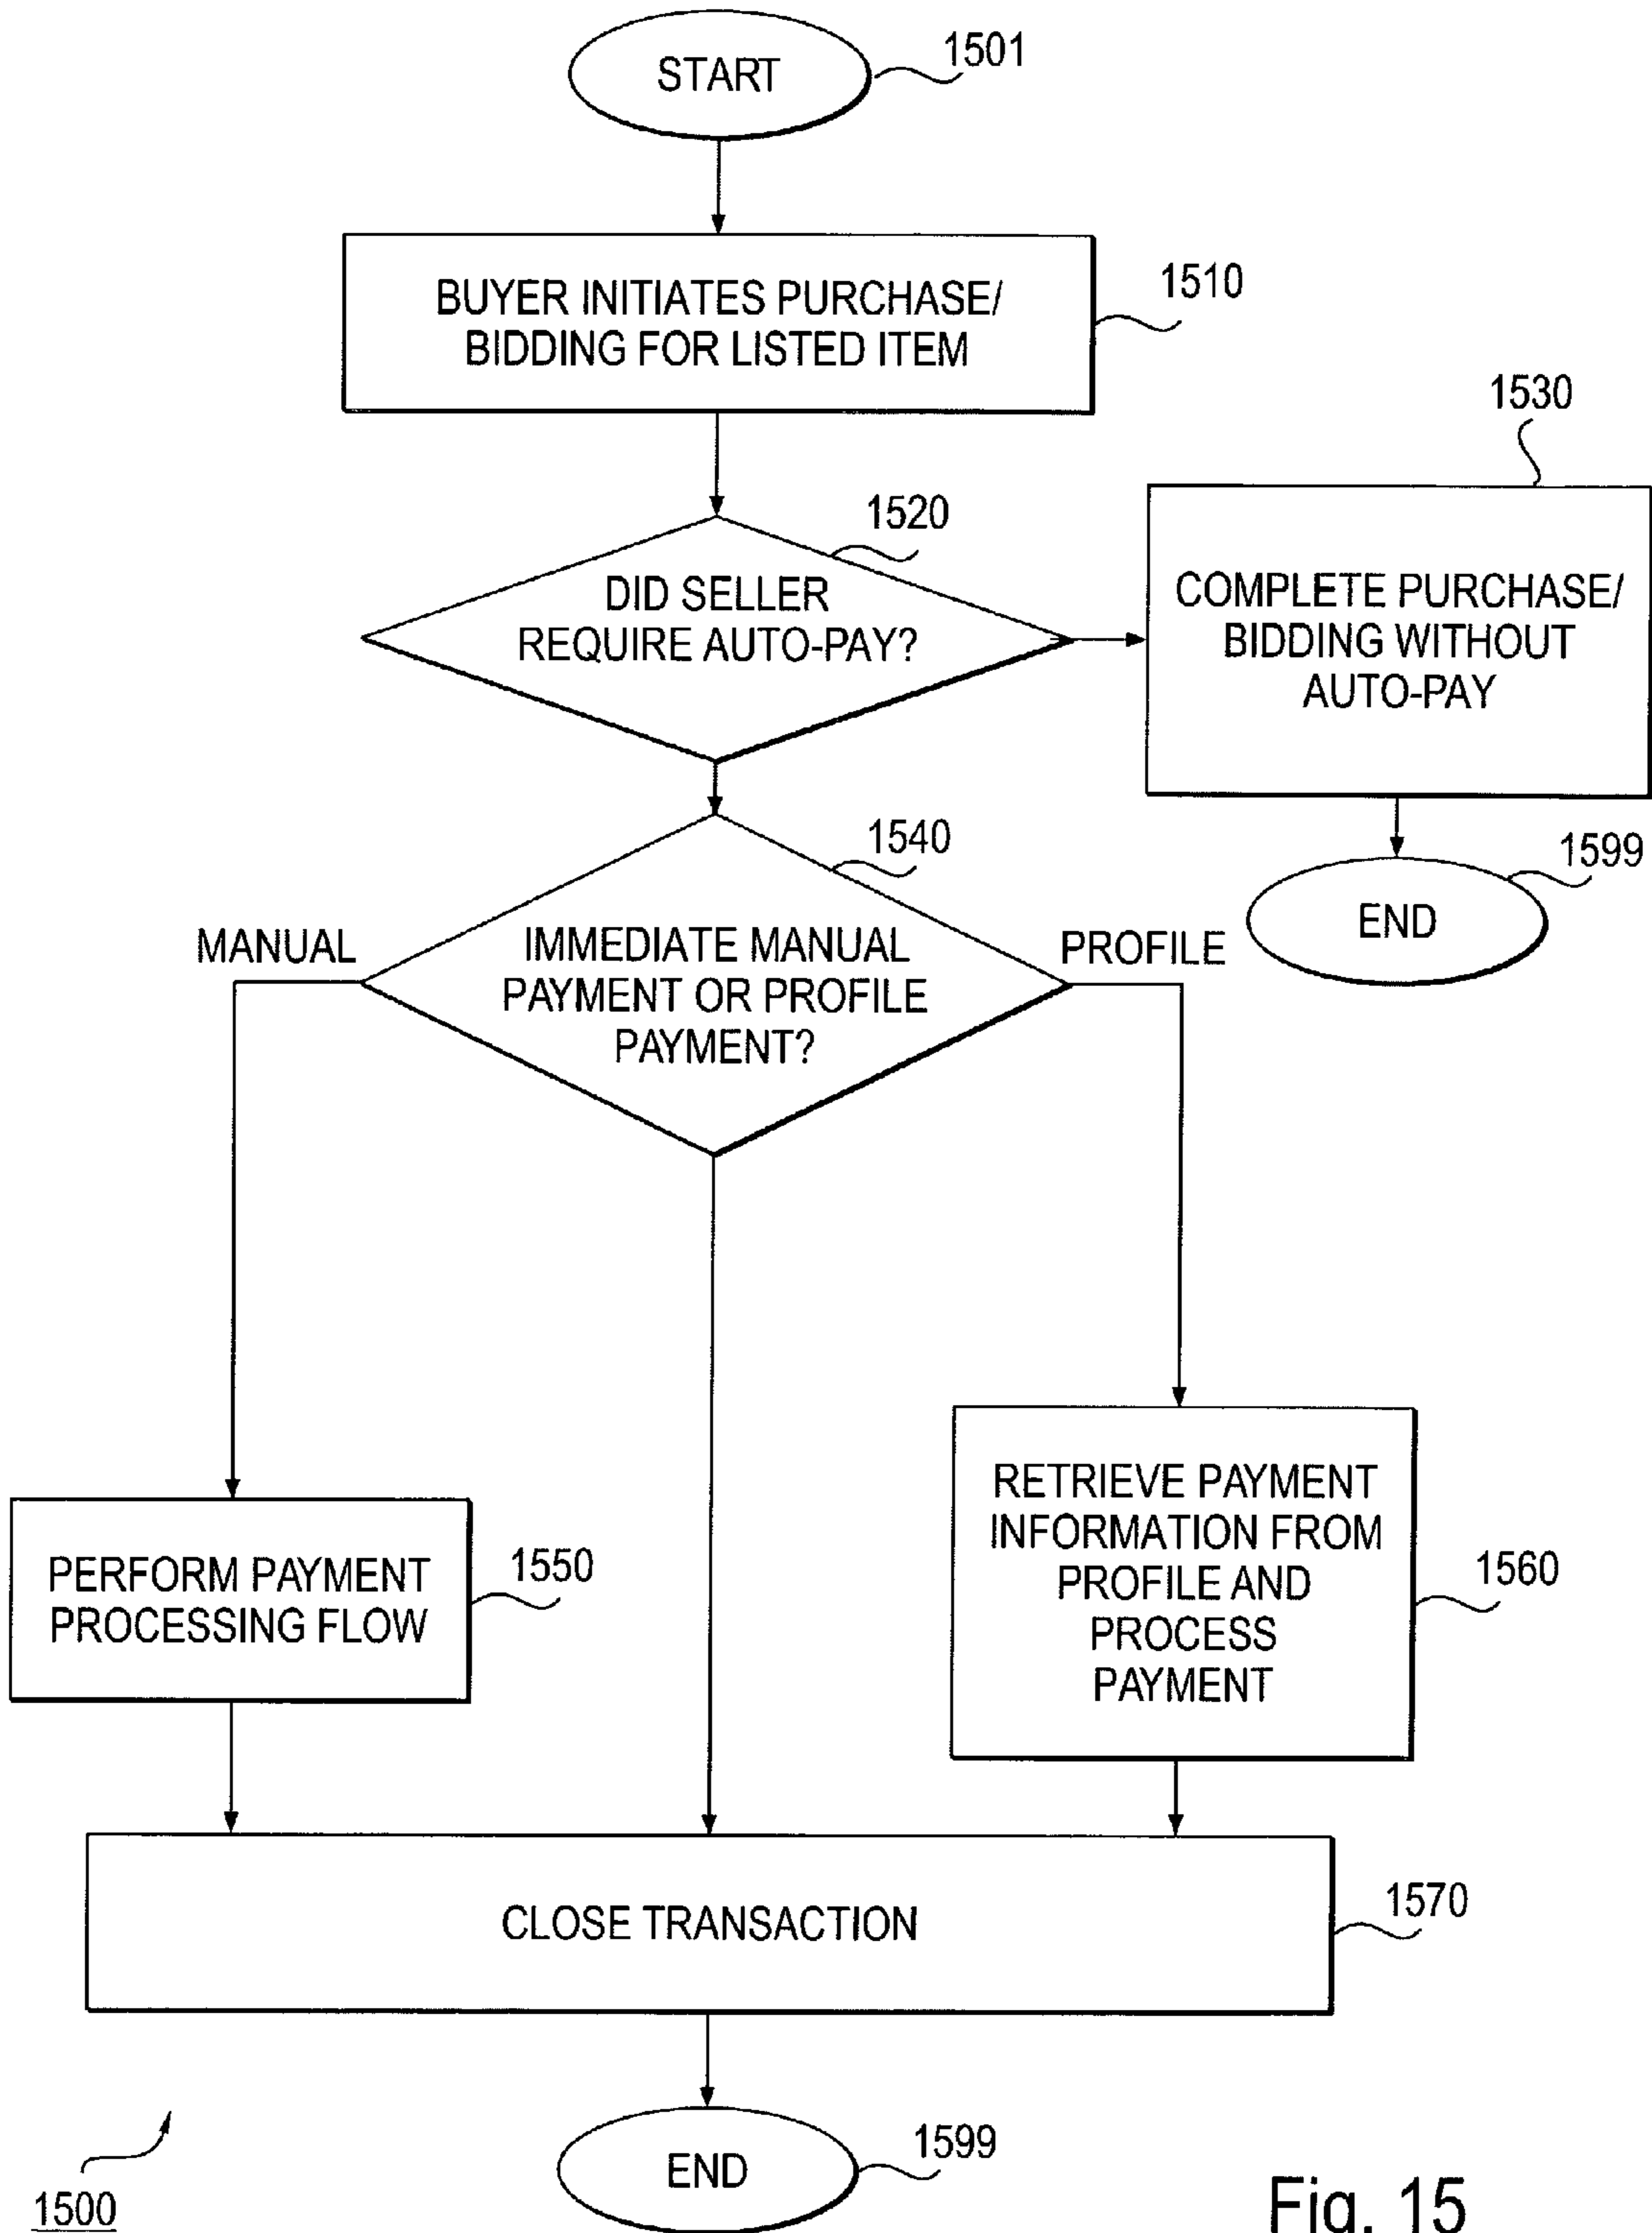 START
1501
BUYER INITIATES PURCHASE/
BIDDING FOR LISTED ITEM
1510
1530
1520
DID SELLER
REQUIRE AUTO-PAY?
COMPLETE PURCHASE/
BIDDING WITHOUT
AUTO-PAY
1540
1599
END
MANUAL
IMMEDIATE MANUAL
PAYMENT OR PROFILE
PAYMENT?
PROFILE
PERFORM PAYMENT
PROCESSING FLOW
1550
RETRIEVE PAYMENT
INFORMATION FROM
PROFILE AND
PROCESS
PAYMENT
1560
CLOSE TRANSACTION
1570
END
1599
1500
Fig. 15